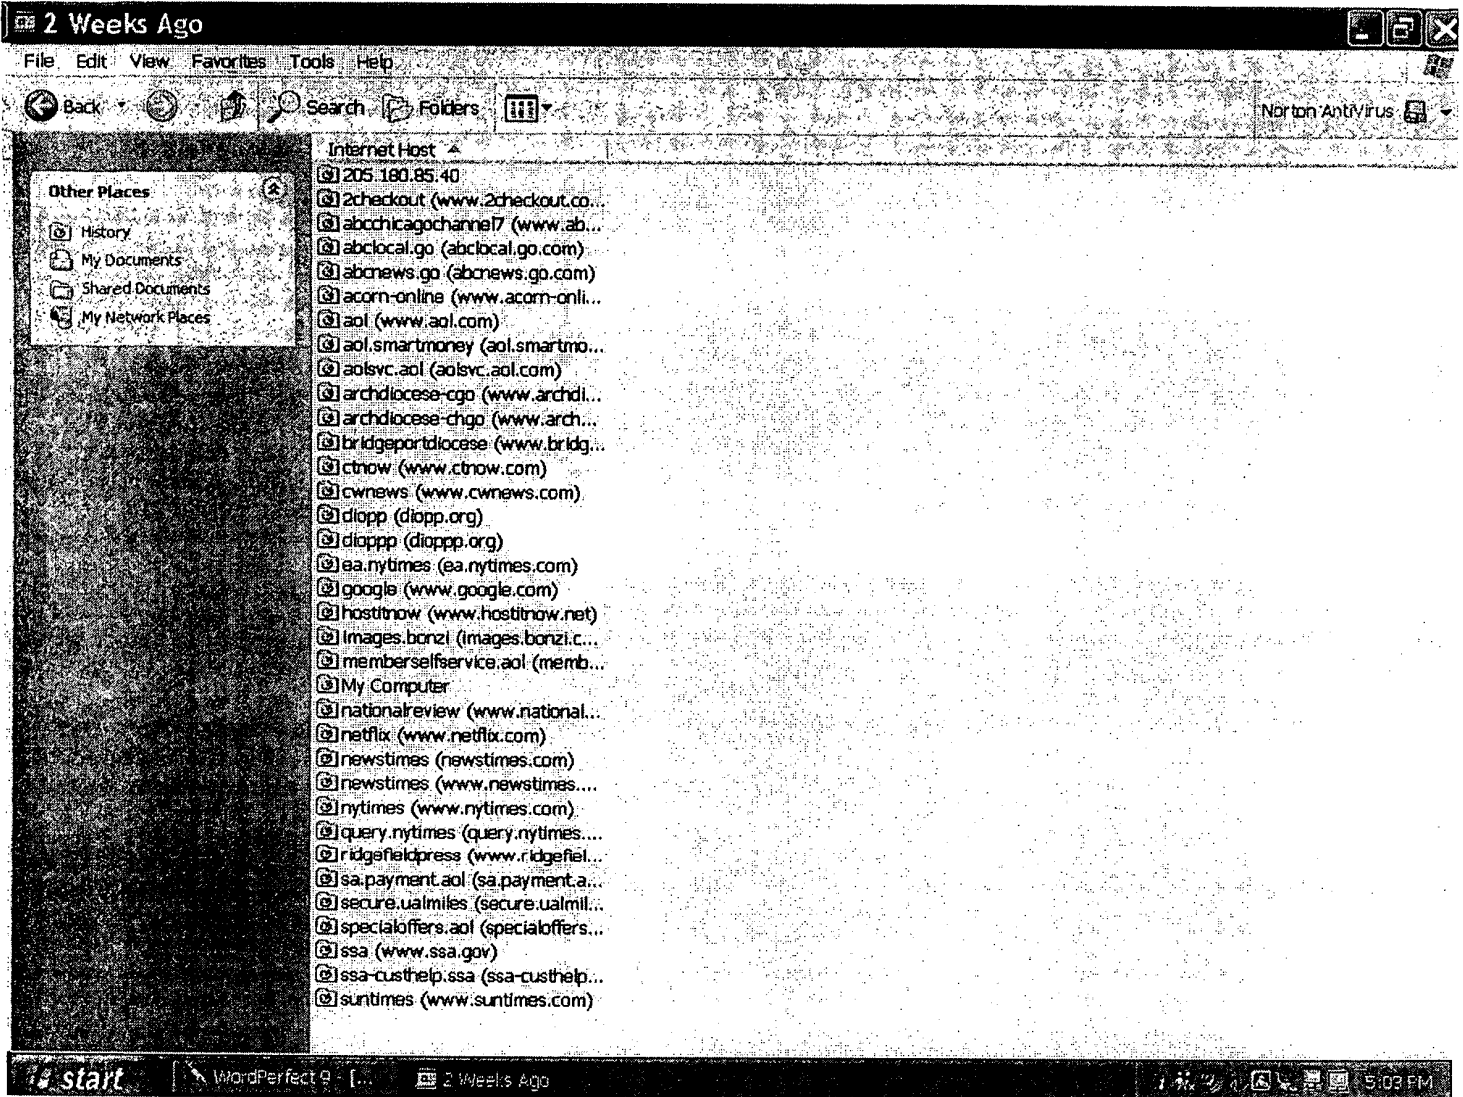 2 Weeks Ago
File Edit View Favorites Tools Help
Back Search Folders Norton AntiVirus
Other Places
History
My Documents
Shared Documents
My Network Places
Internet Host
205.180.85.40
2checkout (www.2checkout.co...
abcchicagochannel7 (www.ab...
abclocal.go (abclocal.go.com)
abcnews.go (abcnews.go.com)
acorn-online (www.acorn-onli...
aol (www.aol.com)
aol.smartmoney (aol.smartmo...
aolsvc.aol (aolsvc.aol.com)
archdiocese-cgo (www.archdi...
archdiocese-chgo (www.arch...
bridgeportdiocese (www.bridg...
ctnow (www.ctnow.com)
cwnews (www.cwnews.com)
diopp (diopp.org)
dioppp (dioppp.org)
ea.nytimes (ea.nytimes.com)
google (www.google.com)
hostitnow (www.hostitnow.net)
images.bonzi (images.bonzi.c...
memberselfservice.aol (memb...
My Computer
nationalreview (www.national...
netflix (www.netflix.com)
newstimes (newstimes.com)
newstimes (www.newstimes....
nytimes (www.nytimes.com)
query.nytimes (query.nytimes....
ridgefieldpress (www.ridgefiel...
sa.payment.aol (sa.payment.a...
secure.ualmiles (secure.ualmil...
specialoffers.aol (specialoffers...
ssa (www.ssa.gov)
ssa-custhelp.ssa (ssa-custhelp...
suntimes (www.suntimes.com)
start WordPerfect 9 - [... 2 Weeks Ago 5:03 PM